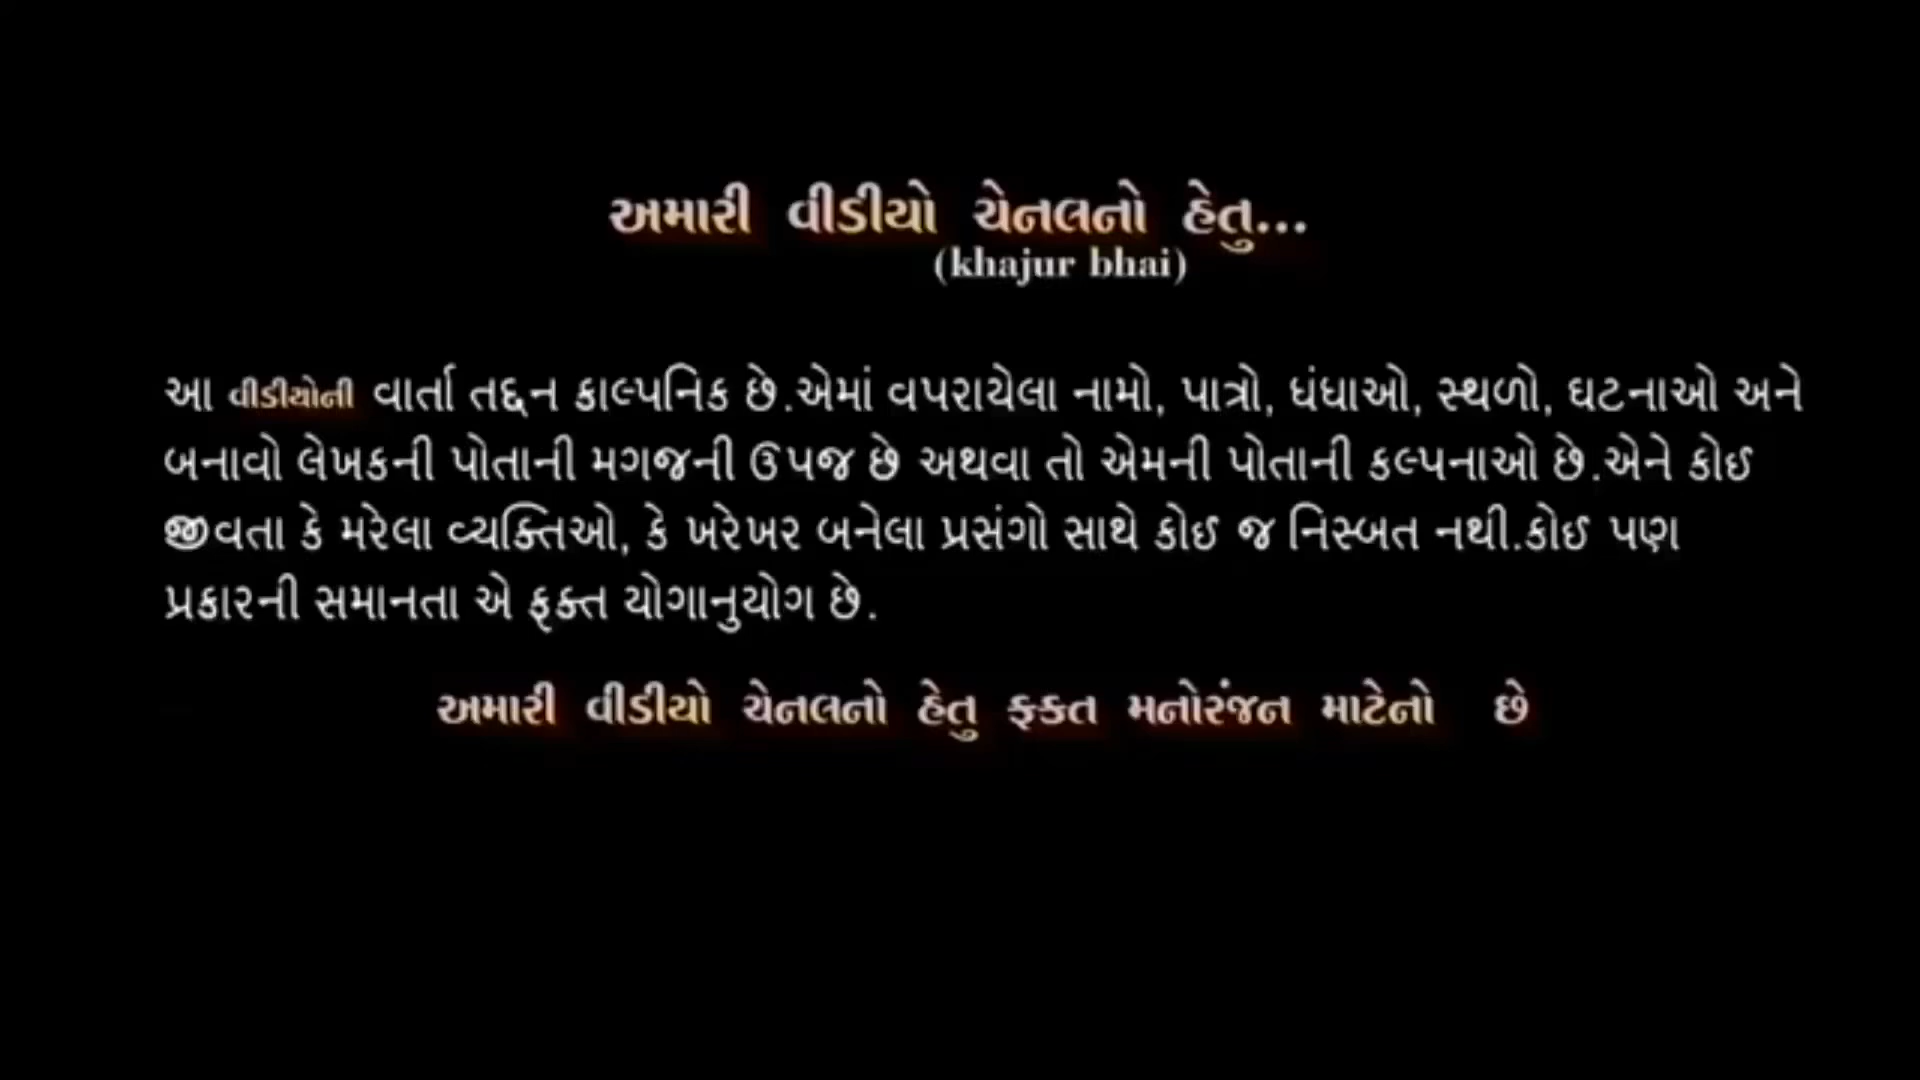 અમારી વીડીયો ચેનલનો હેતુ...
(khajur bhai)
આ વીડીયોની વાર્તા તદ્દન કાલ્પનિક છે.એમાં વપરાયેલા નામો, પાત્રો, ધંધાઓ, સ્થળો, ઘટનાઓ અને
બનાવો લેખકની પોતાની મગજની ઉપજ છે અથવા તો એમની પોતાની કલ્પનાઓ છે.એને કોઈ
જીવતા કે મરેલા વ્યક્તિઓ, કે ખરેખર બનેલા પ્રસંગો સાથે કોઈ જ નિસ્બત નથી.કોઈ પણ
પ્રકારની સમાનતા એ ફક્ત યોગાનુયોગ છે.
અમારી વીડીયો ચેનલનો હેતુ ફકત મનોરંજન માટેનો છે